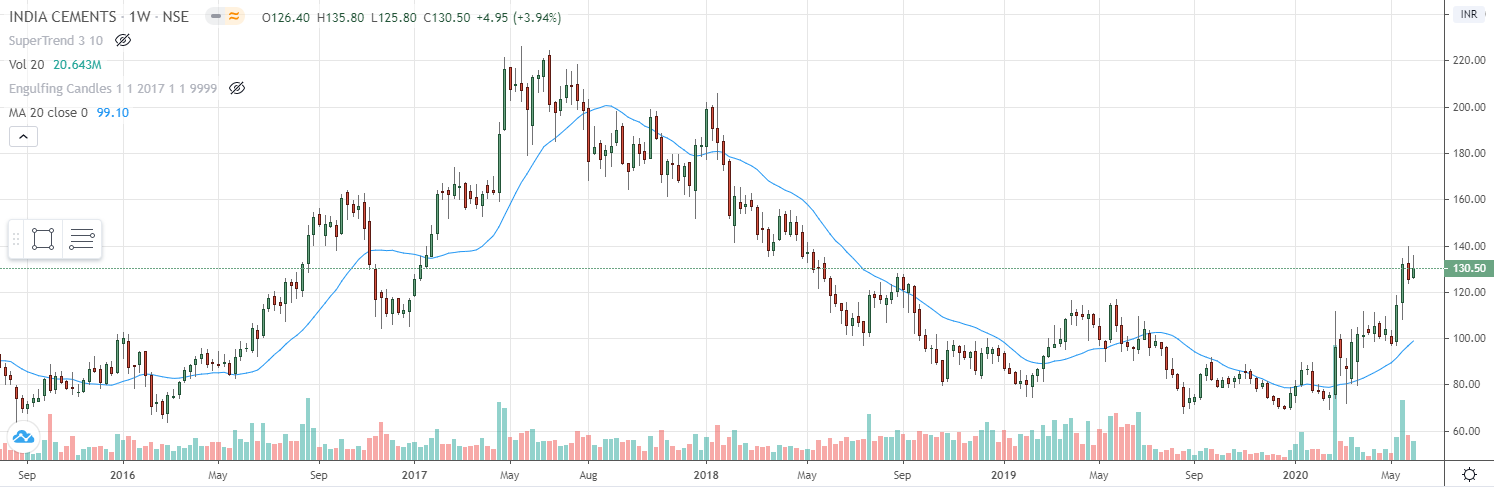 INDIA CEMENTS · 1W · NSE O126.40 H135.80 L125.80 C130.50 +4.95 (+3.94%) INR
SuperTrend 3 10
Vol 20 20.643M
Engulfing Candles 1 1 2017 1 1 9999
MA 20 close 0 99.10
220.00
200.00
180.00
160.00
140.00
130.50
120.00
100.00
80.00
60.00
Sep 2016 May Sep 2017 May Aug 2018 May Sep 2019 May Sep 2020 May